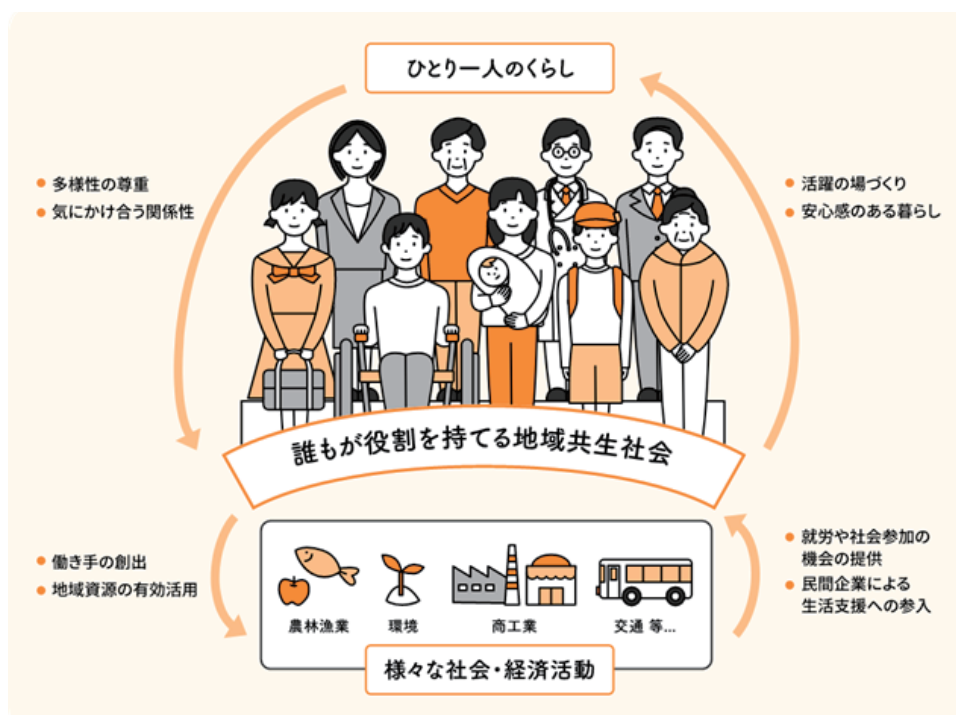 ひとり一人のくらし
多様性の尊重
気にかけ合う関係性
活躍の場づくり
安心感のある暮らし
誰もが役割を持てる地域共生社会
働き手の創出
地域資源の有効活用
就労や社会参加の
機会の提供
民間企業による
生活支援への参入
農林漁業
環境
商工業
交通 等...
様々な社会・経済活動